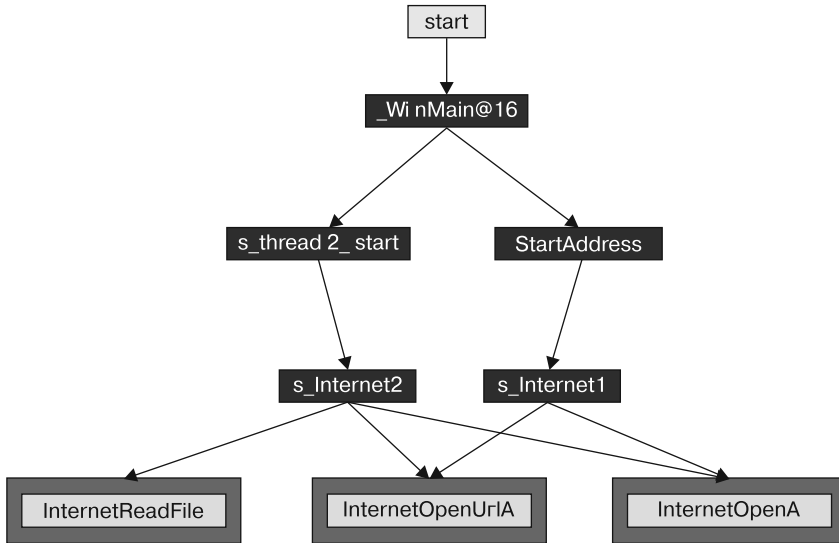 start
_Wi nMain@16
s_thread 2_ start
StartAddress
s_Internet2
s_Internet1
InternetReadFile
InternetOpenUrlA
InternetOpenA